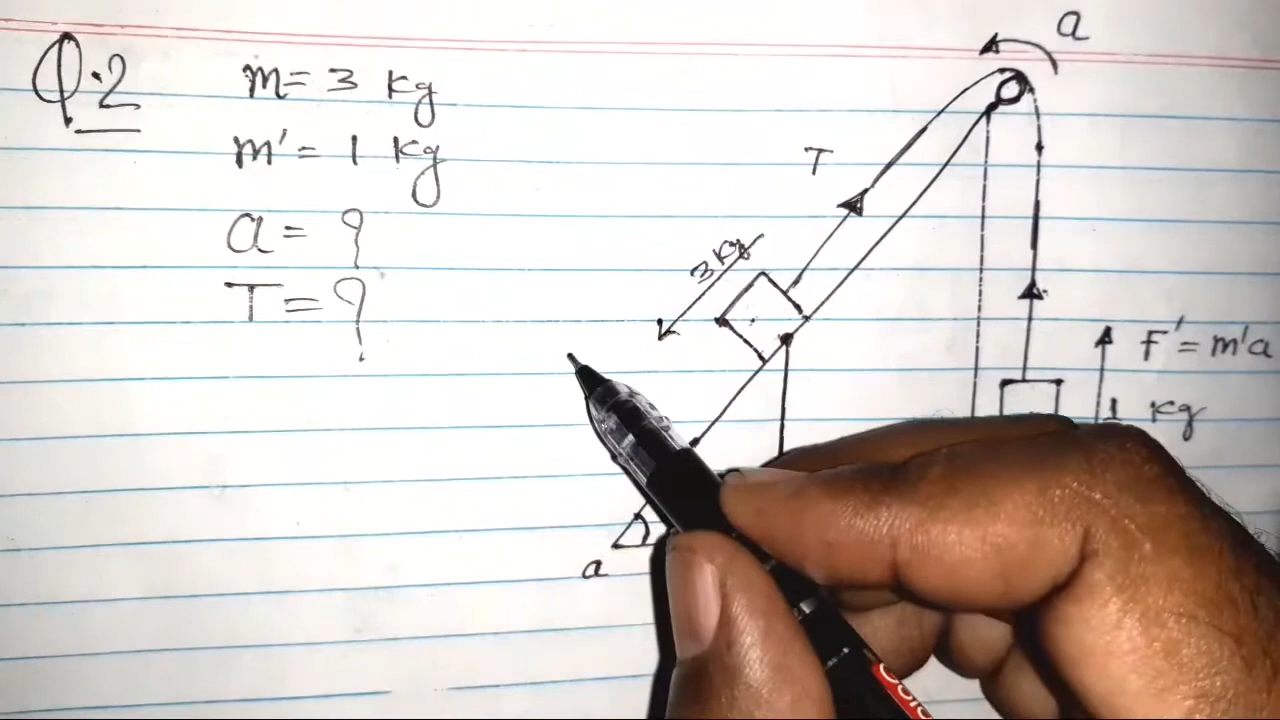 Q.2
m = 3 kg
m' = 1 kg
a = ?
T = ?
a
T
3 kg
F' = m'a
1 kg
a